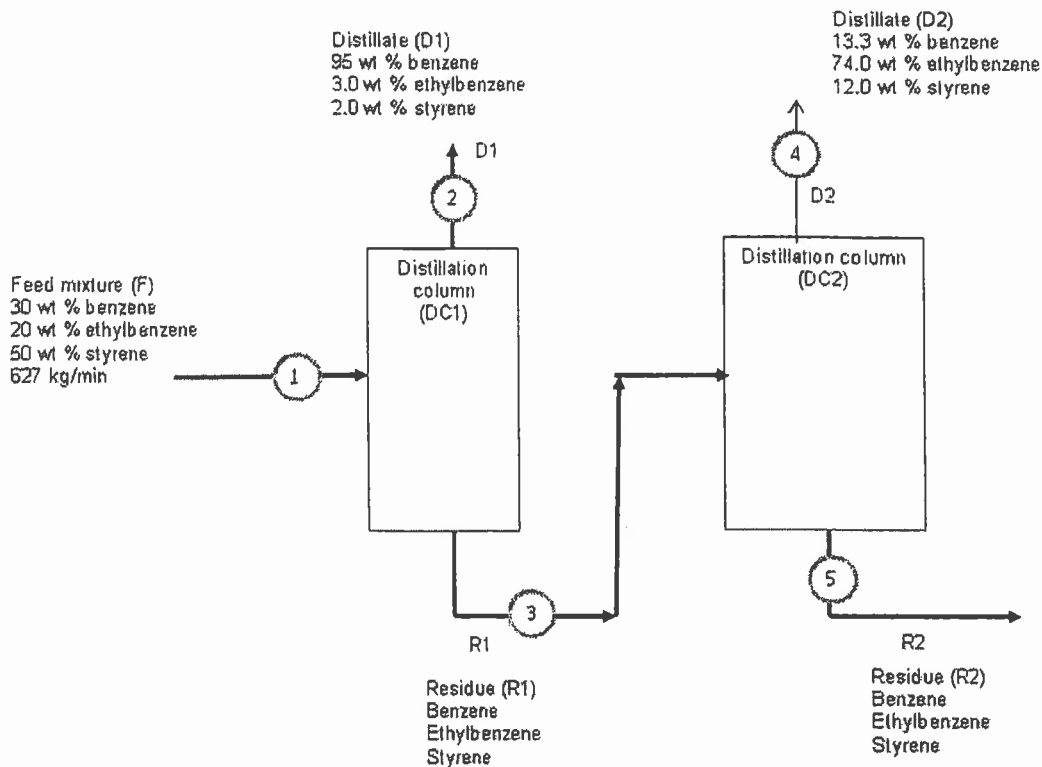 Distillate (D1)
95 wt % benzene
3.0 wt % ethylbenzene
2.0 wt % styrene
D1
2
Distillate (D2)
13.3 wt % benzene
74.0 wt % ethylbenzene
12.0 wt % styrene
4
D2
Feed mixture (F)
30 wt % benzene
20 wt % ethylbenzene
50 wt % styrene
627 kg/min
1
Distillation
column
(DC1)
Distillation column
(DC2)
3
R1
Residue (R1)
Benzene
Ethylbenzene
Styrene
5
R2
Residue (R2)
Benzene
Ethylbenzene
Styrene